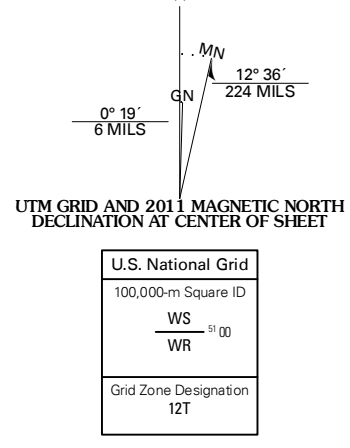 MN
GN
12° 36´
224 MILS
0° 19´
6 MILS
UTM GRID AND 2011 MAGNETIC NORTH
DECLINATION AT CENTER OF SHEET
U.S. National Grid
100,000-m Square ID
WS
51 00
WR
Grid Zone Designation
12T